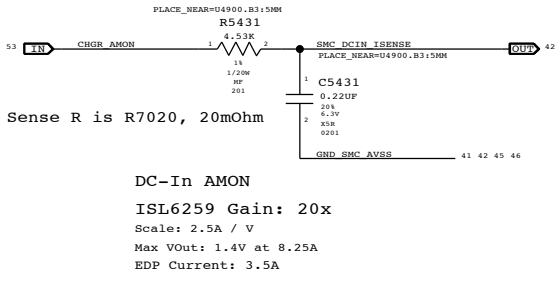 PLACE_NEAR=U4900.B3:5MM
R5431
4.53K
53 IN CHGR_AMON 1 2 SMC_DCIN_ISENSE OUT 42
PLACE_NEAR=U4900.B3:5MM
1%
1/20W
MF
201
1 C5431
0.22UF
20%
6.3V
X5R
0201
2
Sense R is R7020, 20mOhm
GND_SMC_AVSS 41 42 45 46
DC-In AMON
ISL6259 Gain: 20x
Scale: 2.5A / V
Max VOut: 1.4V at 8.25A
EDP Current: 3.5A